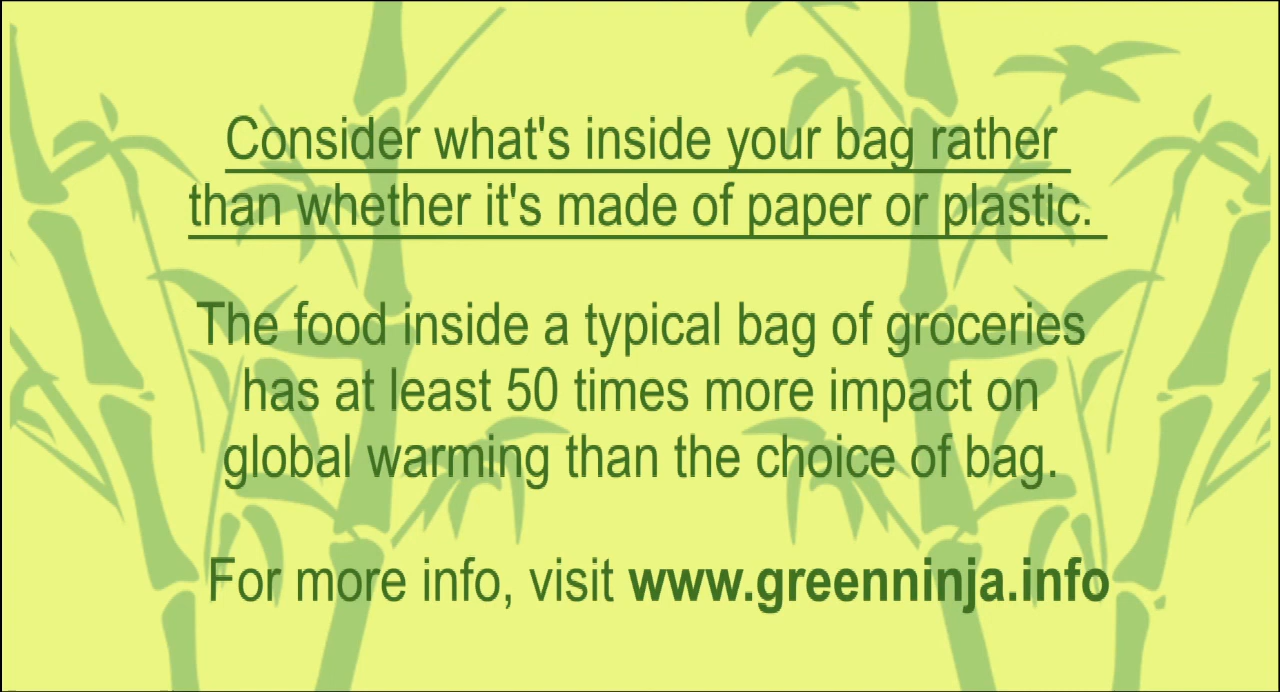 Consider what's inside your bag rather
than whether it's made of paper or plastic.
The food inside a typical bag of groceries
has at least 50 times more impact on
global warming than the choice of bag.
For more info, visit www.greenninja.info